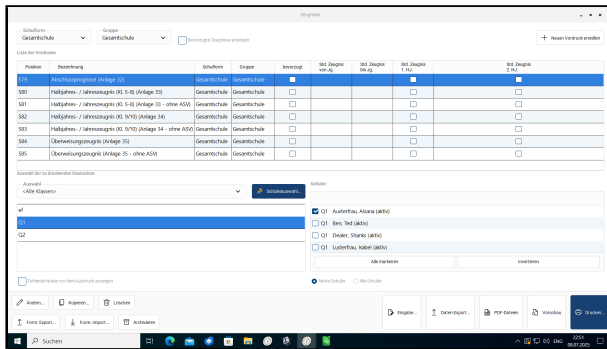 Zeugnisse
Schulform
Gesamtschule
Gruppe
Gesamtschule
Bevorzugte Zeugnisse anzeigen
+ Neuen Vordruck erstellen
Liste der Vordrucke
Position Bezeichnung Schulform Gruppe bevorzugt Std. Zeugnis von Jg. Std. Zeugnis bis Jg. Std. Zeugnis 1. HJ. Std. Zeugnis 2. HJ.
579 Abschlussprognose (Anlage 32) Gesamtschule Gesamtschule
580 Halbjahres- / Jahreszeugnis (Kl. 5-8) (Anlage 33) Gesamtschule Gesamtschule
581 Halbjahres- / Jahreszeugnis (Kl. 5-8) (Anlage 33 - ohne ASV) Gesamtschule Gesamtschule
582 Halbjahres- / Jahreszeugnis (Kl. 9/10) (Anlage 34) Gesamtschule Gesamtschule
583 Halbjahres- / Jahreszeugnis (Kl. 9/10) (Anlage 34 - ohne ASV) Gesamtschule Gesamtschule
584 Überweisungszeugnis (Anlage 35) Gesamtschule Gesamtschule
585 Überweisungszeugnis (Anlage 35 - ohne ASV) Gesamtschule Gesamtschule
Auswahl der zu druckenden Datensätze
Auswahl
<Alle Klassen>
Schülerauswahl...
Schüler
ef
Q1
Q2
Q1 Austerfrau, Alsana (aktiv)
Q1 Ben, Ted (aktiv)
Q1 Dealer, Shanks (aktiv)
Q1 Lusterfrau, Isabel (aktiv)
Alle markieren
Invertieren
Fehlende Noten vor dem Ausdruck anzeigen
Aktive Schüler Alle Schüler
Ändern... Kopieren... Löschen
Form. Export... Form. Import... Archivieren
Eingabe... Daten Export... PDF-Dateien Vorschau Drucken...
Suchen
ENG
22:51
08.07.2025